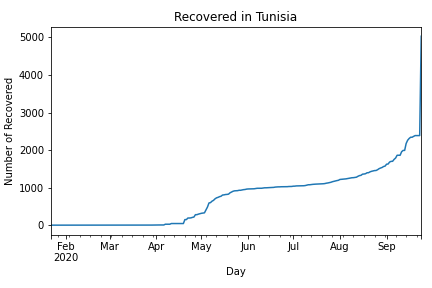 Recovered in Tunisia
Number of Recovered
5000
4000
3000
2000
1000
0
Feb Mar Apr May Jun Jul Aug Sep
2020
Day